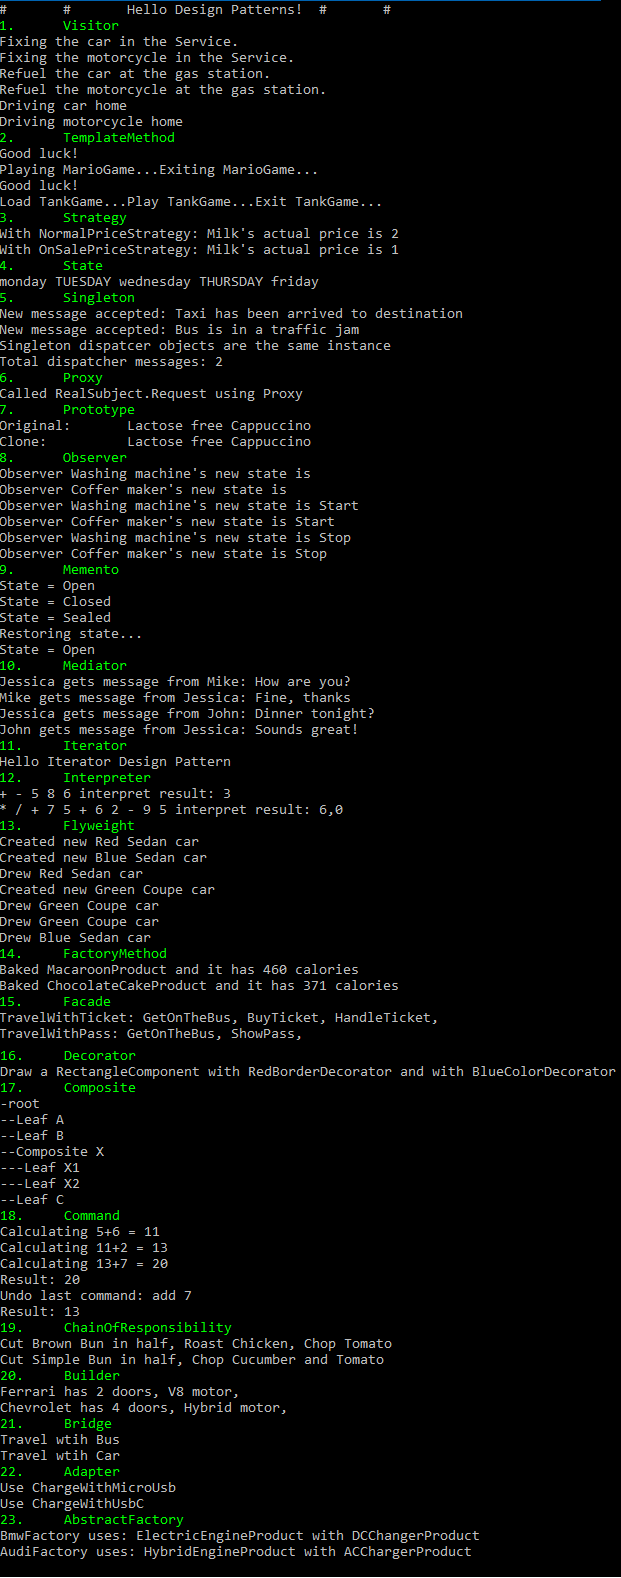 # # Hello Design Patterns! # #
1. Visitor
Fixing the car in the Service.
Fixing the motorcycle in the Service.
Refuel the car at the gas station.
Refuel the motorcycle at the gas station.
Driving car home
Driving motorcycle home
2. TemplateMethod
Good luck!
Playing MarioGame...Exiting MarioGame...
Good luck!
Load TankGame...Play TankGame...Exit TankGame...
3. Strategy
With NormalPriceStrategy: Milk's actual price is 2
With OnSalePriceStrategy: Milk's actual price is 1
4. State
monday TUESDAY wednesday THURSDAY friday
5. Singleton
New message accepted: Taxi has been arrived to destination
New message accepted: Bus is in a traffic jam
Singleton dispatcer objects are the same instance
Total dispatcher messages: 2
6. Proxy
Called RealSubject.Request using Proxy
7. Prototype
Original: Lactose free Cappuccino
Clone: Lactose free Cappuccino
8. Observer
Observer Washing machine's new state is
Observer Coffer maker's new state is
Observer Washing machine's new state is Start
Observer Coffer maker's new state is Start
Observer Washing machine's new state is Stop
Observer Coffer maker's new state is Stop
9. Memento
State = Open
State = Closed
State = Sealed
Restoring state...
State = Open
10. Mediator
Jessica gets message from Mike: How are you?
Mike gets message from Jessica: Fine, thanks
Jessica gets message from John: Dinner tonight?
John gets message from Jessica: Sounds great!
11. Iterator
Hello Iterator Design Pattern
12. Interpreter
+ - 5 8 6 interpret result: 3
* / + 7 5 + 6 2 - 9 5 interpret result: 6,0
13. Flyweight
Created new Red Sedan car
Created new Blue Sedan car
Drew Red Sedan car
Created new Green Coupe car
Drew Green Coupe car
Drew Green Coupe car
Drew Blue Sedan car
14. FactoryMethod
Baked MacaroonProduct and it has 460 calories
Baked ChocolateCakeProduct and it has 371 calories
15. Facade
TravelWithTicket: GetOnTheBus, BuyTicket, HandleTicket,
TravelWithPass: GetOnTheBus, ShowPass,
16. Decorator
Draw a RectangleComponent with RedBorderDecorator and with BlueColorDecorator
17. Composite
-root
--Leaf A
--Leaf B
--Composite X
---Leaf X1
---Leaf X2
--Leaf C
18. Command
Calculating 5+6 = 11
Calculating 11+2 = 13
Calculating 13+7 = 20
Result: 20
Undo last command: add 7
Result: 13
19. ChainOfResponsibility
Cut Brown Bun in half, Roast Chicken, Chop Tomato
Cut Simple Bun in half, Chop Cucumber and Tomato
20. Builder
Ferrari has 2 doors, V8 motor,
Chevrolet has 4 doors, Hybrid motor,
21. Bridge
Travel wtih Bus
Travel wtih Car
22. Adapter
Use ChargeWithMicroUsb
Use ChargeWithUsbC
23. AbstractFactory
BmwFactory uses: ElectricEngineProduct with DCChangerProduct
AudiFactory uses: HybridEngineProduct with ACChargerProduct